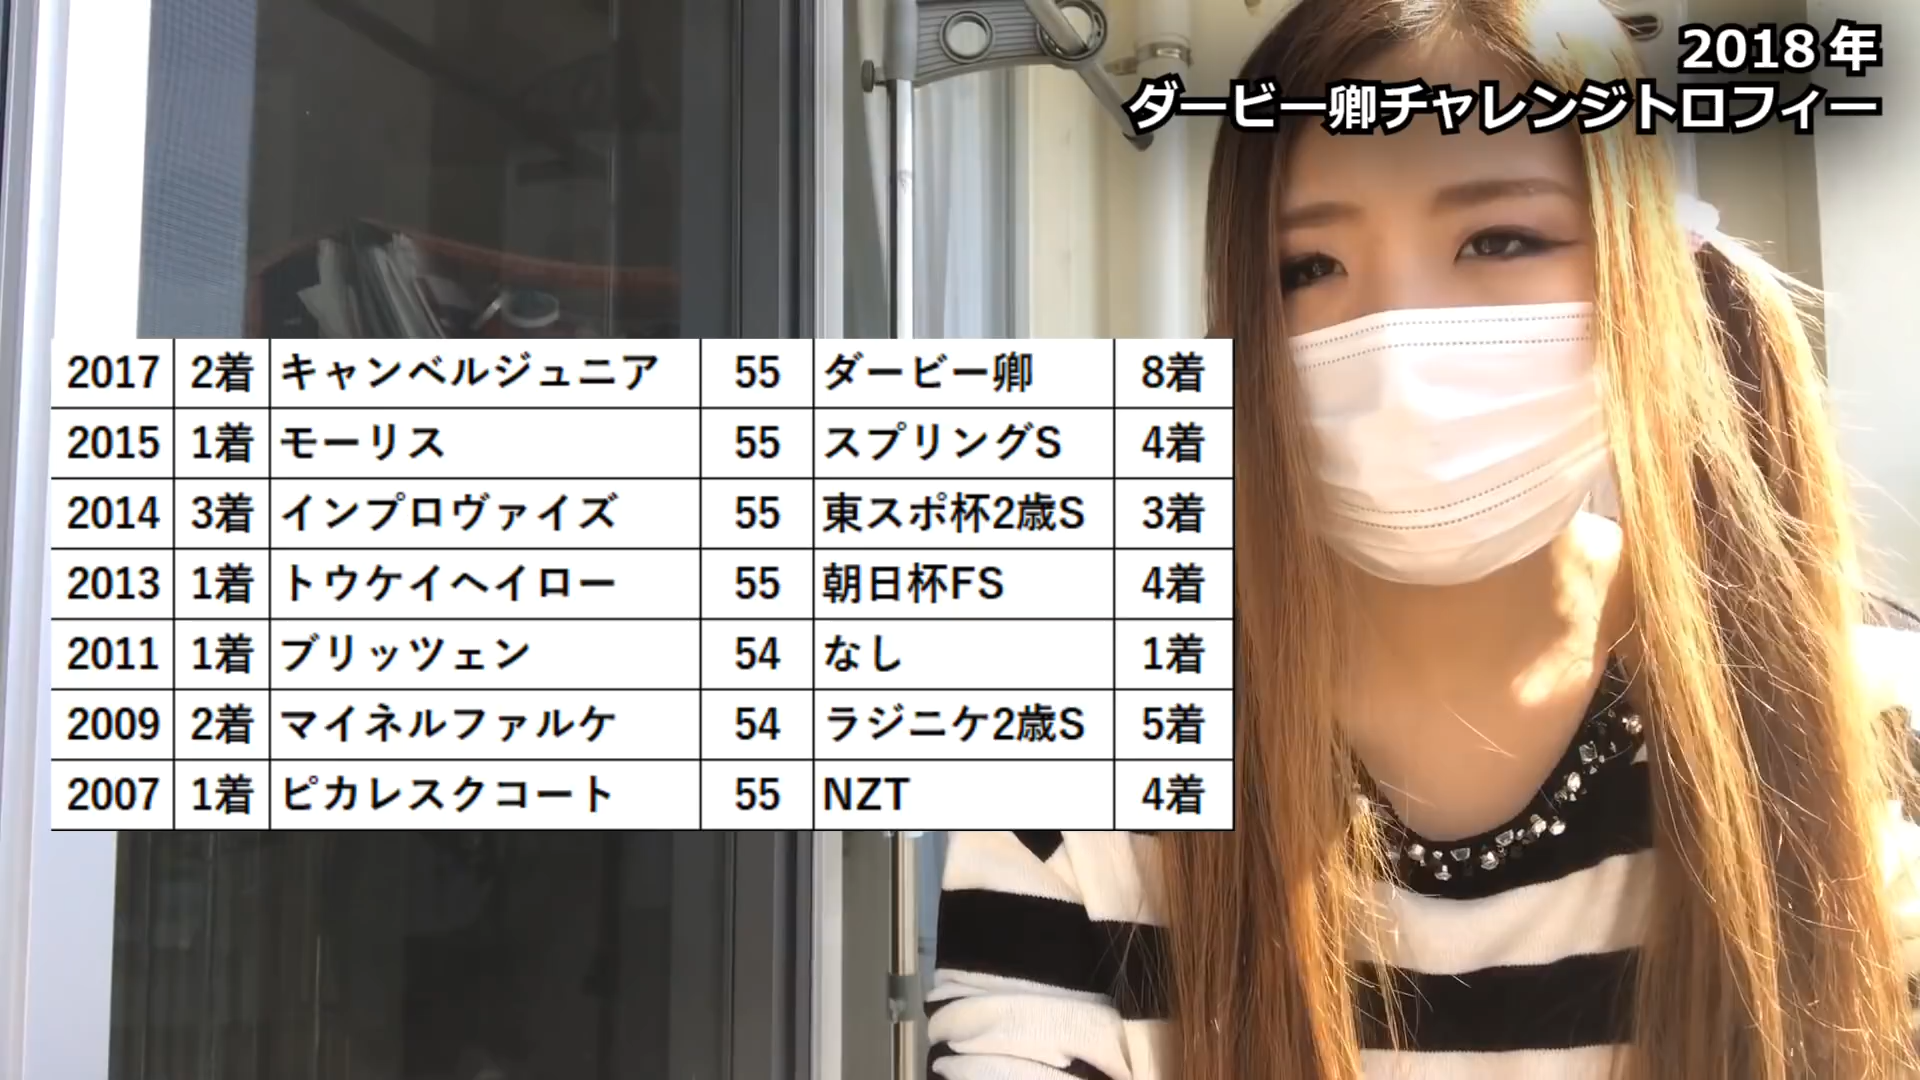 2018年
ダービー卿チャレンジトロフィー
2017 2着 キャンベルジュニア 55 ダービー卿 8着
2015 1着 モーリス 55 スプリングS 4着
2014 3着 インプロヴァイズ 55 東スポ杯2歳S 3着
2013 1着 トウケイヘイロー 55 朝日杯FS 4着
2011 1着 ブリッツェン 54 なし 1着
2009 2着 マイネルファルケ 54 ラジニケ2歳S 5着
2007 1着 ピカレスクコート 55 NZT 4着